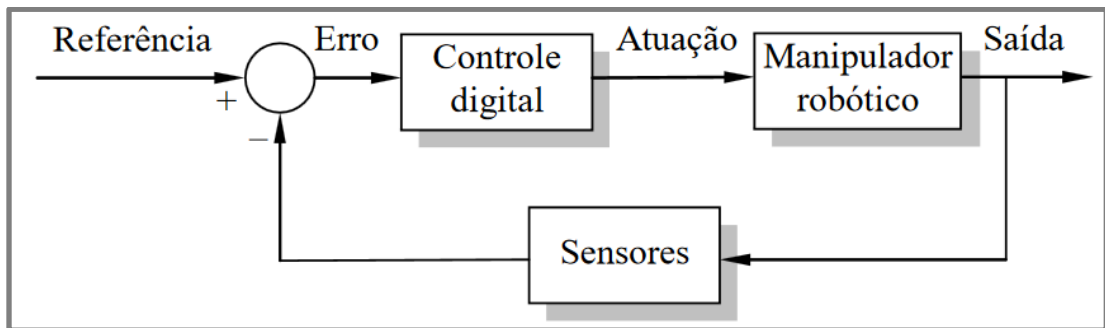 Referência
Erro
Controle
digital
Atuação
Manipulador
robótico
Saída
+
−
Sensores